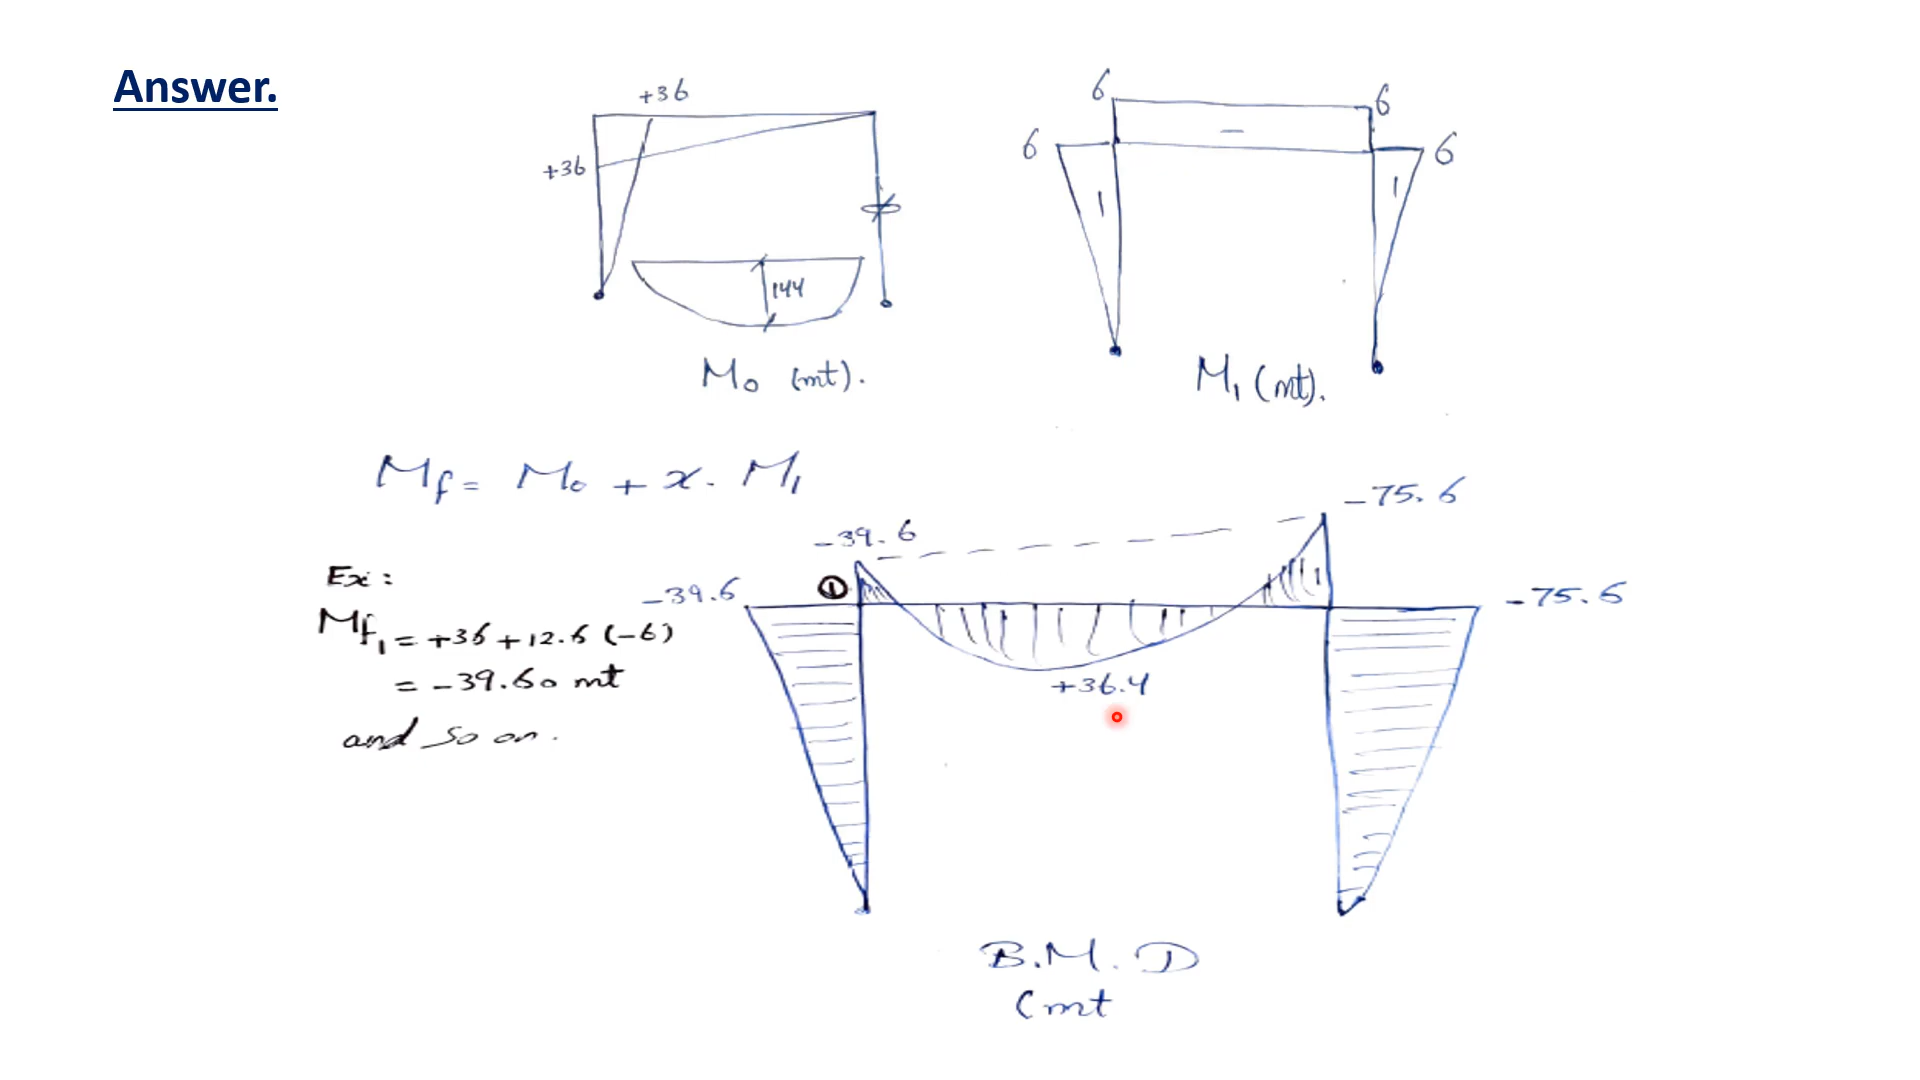 Answer.
+36
+36
144
M₀ (mt).
6
6
6
6
−
M₁ (mt).
Mf = M₀ + x. M₁
Ex:
Mf₁ = +36 + 12.6 (-6)
= -39.60 mt
and so on.
-75.6
-39.6
-39.6
①
-75.6
+36.4
B.M.D
(mt